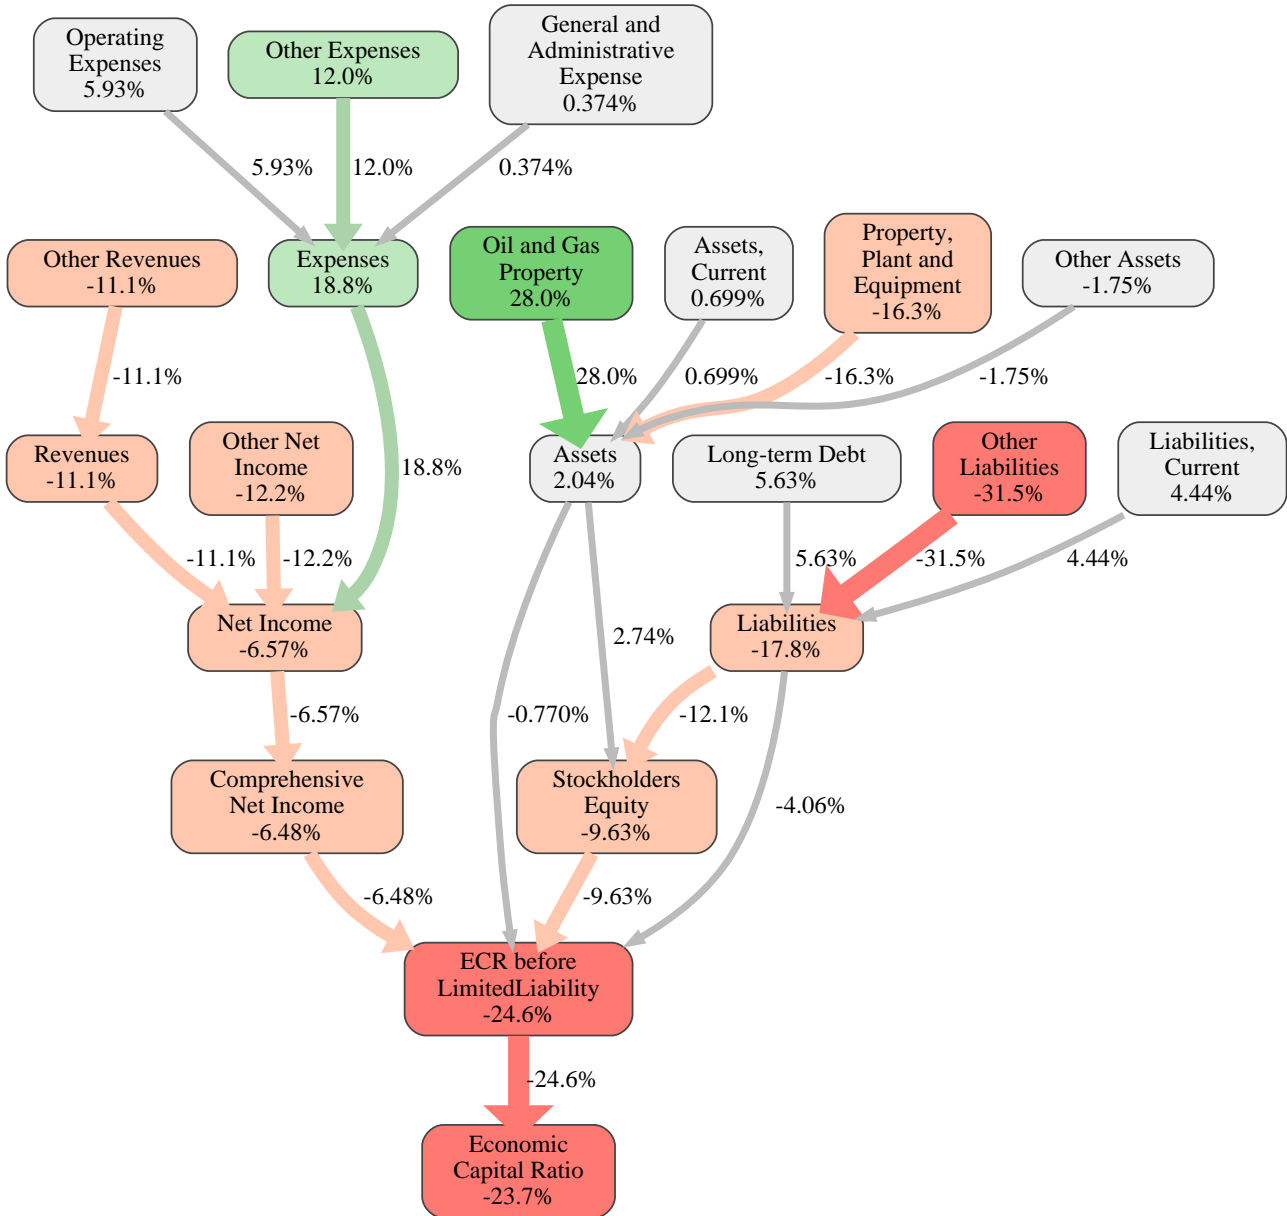 Operating
Expenses
5.93%
Other Expenses
12.0%
General and
Administrative
Expense
0.374%
5.93%
12.0%
0.374%
Other Revenues
-11.1%
Expenses
18.8%
Oil and Gas
Property
28.0%
Assets,
Current
0.699%
Property,
Plant and
Equipment
-16.3%
Other Assets
-1.75%
-11.1%
28.0%
0.699%
-16.3%
-1.75%
Revenues
-11.1%
Other Net
Income
-12.2%
18.8%
Assets
2.04%
Long-term Debt
5.63%
Other
Liabilities
-31.5%
Liabilities,
Current
4.44%
-11.1%
-12.2%
5.63%
-31.5%
4.44%
Net Income
-6.57%
2.74%
Liabilities
-17.8%
-6.57%
-0.770%
-12.1%
Comprehensive
Net Income
-6.48%
Stockholders
Equity
-9.63%
-4.06%
-6.48%
-9.63%
ECR before
LimitedLiability
-24.6%
-24.6%
Economic
Capital Ratio
-23.7%